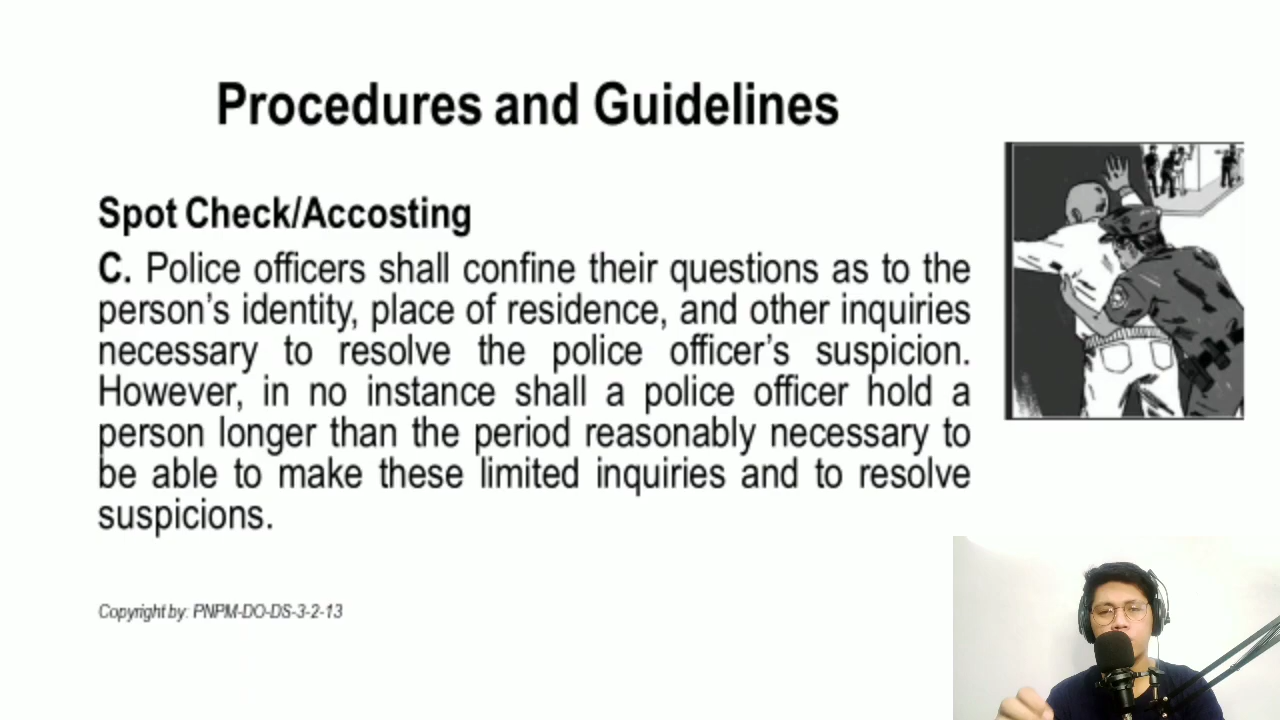 Procedures and Guidelines
Spot Check/Accosting
C. Police officers shall confine their questions as to the
person’s identity, place of residence, and other inquiries
necessary to resolve the police officer’s suspicion.
However, in no instance shall a police officer hold a
person longer than the period reasonably necessary to
be able to make these limited inquiries and to resolve
suspicions.
Copyright by: PNPM-DO-DS-3-2-13